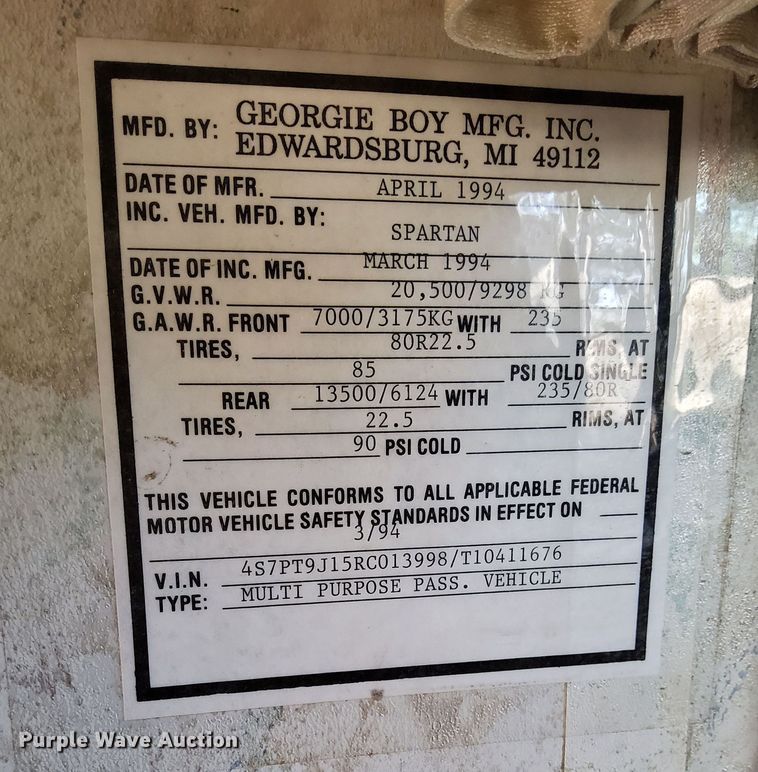 MFD. BY: GEORGIE BOY MFG. INC.
EDWARDSBURG, MI 49112
DATE OF MFR. APRIL 1994
INC. VEH. MFD. BY:
SPARTAN
DATE OF INC. MFG. MARCH 1994
G.V.W.R. 20,500/9298 KG
G.A.W.R. FRONT 7000/3175KG WITH 235
TIRES, 80R22.5 RIMS, AT
85 PSI COLD SINGLE
REAR 13500/6124 WITH 235/80R
TIRES, 22.5 RIMS, AT
90 PSI COLD
THIS VEHICLE CONFORMS TO ALL APPLICABLE FEDERAL
MOTOR VEHICLE SAFETY STANDARDS IN EFFECT ON
3/94
V.I.N. 4S7PT9J15RC013998/T10411676
TYPE: MULTI PURPOSE PASS. VEHICLE
Purple Wave Auction